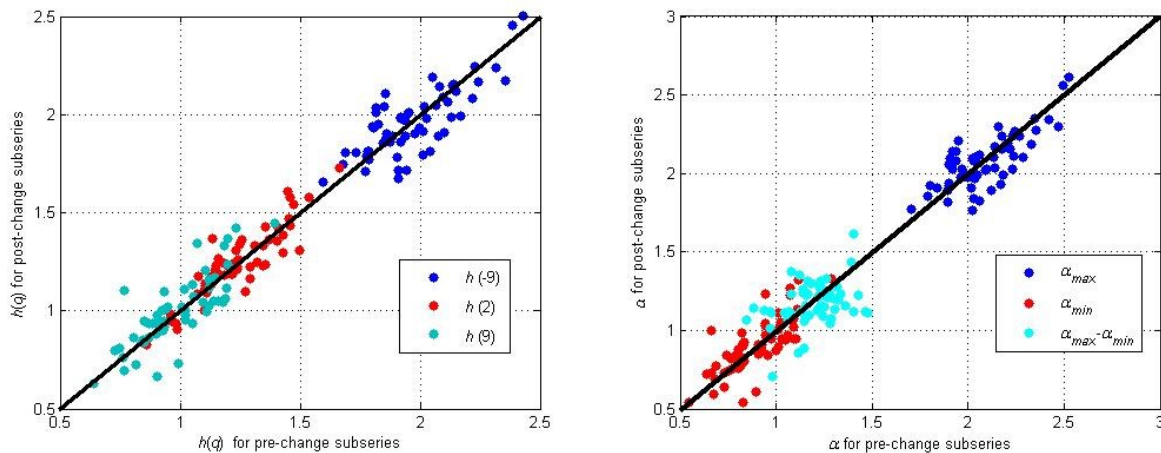 2.5
2
1.5
1
0.5
0.5
1
1.5
2
2.5
h(q) for post-change subseries
h(q) for pre-change subseries
h (-9)
h (2)
h (9)
3
2.5
2
1.5
1
0.5
0.5
1
1.5
2
2.5
3
α for post-change subseries
α for pre-change subseries
αmax
αmin
αmax-αmin